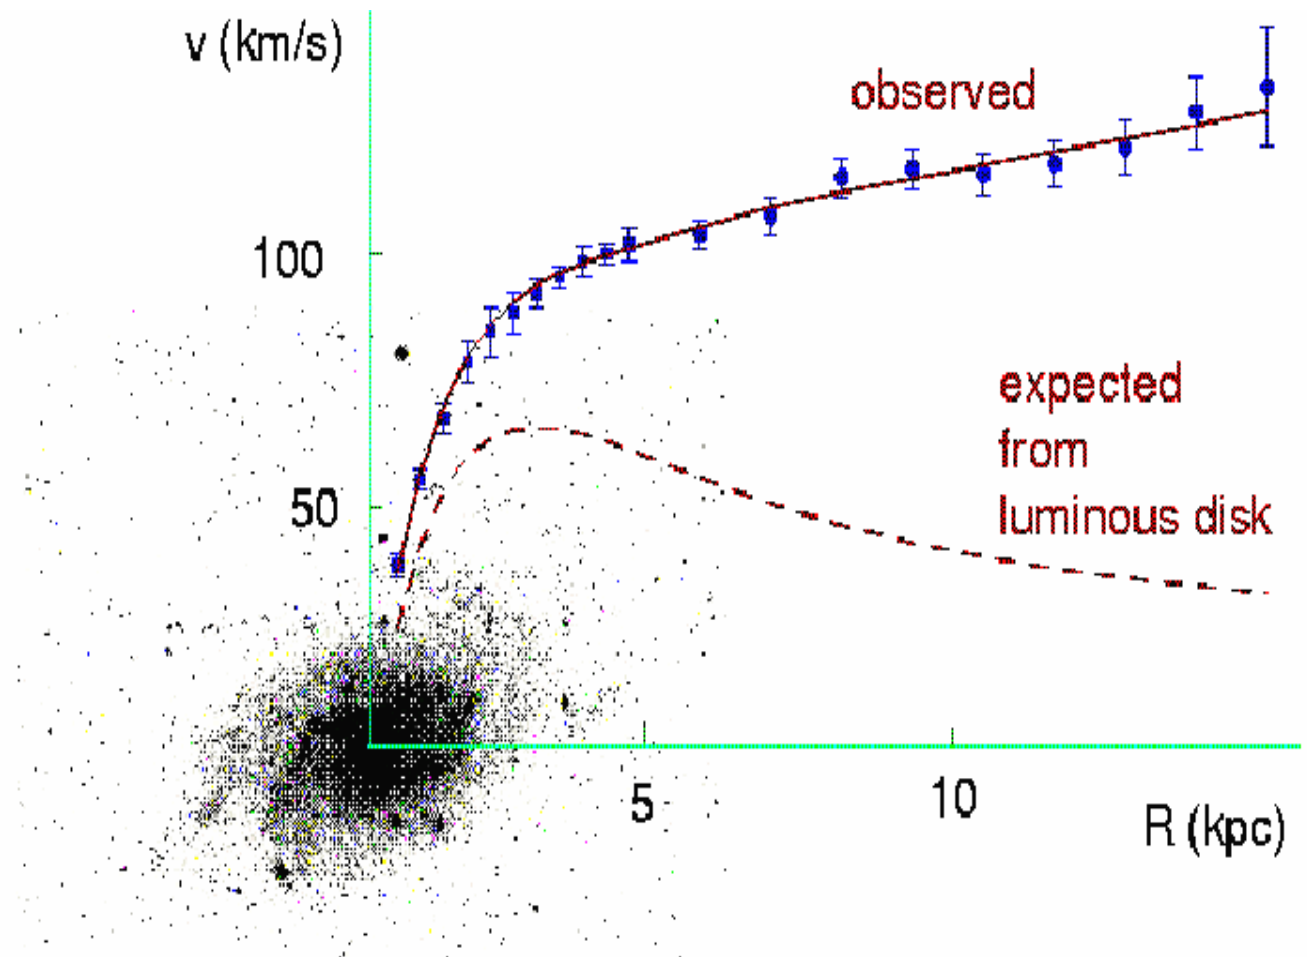 v (km/s)
observed
100
expected
from
luminous disk
50
5
10
R (kpc)